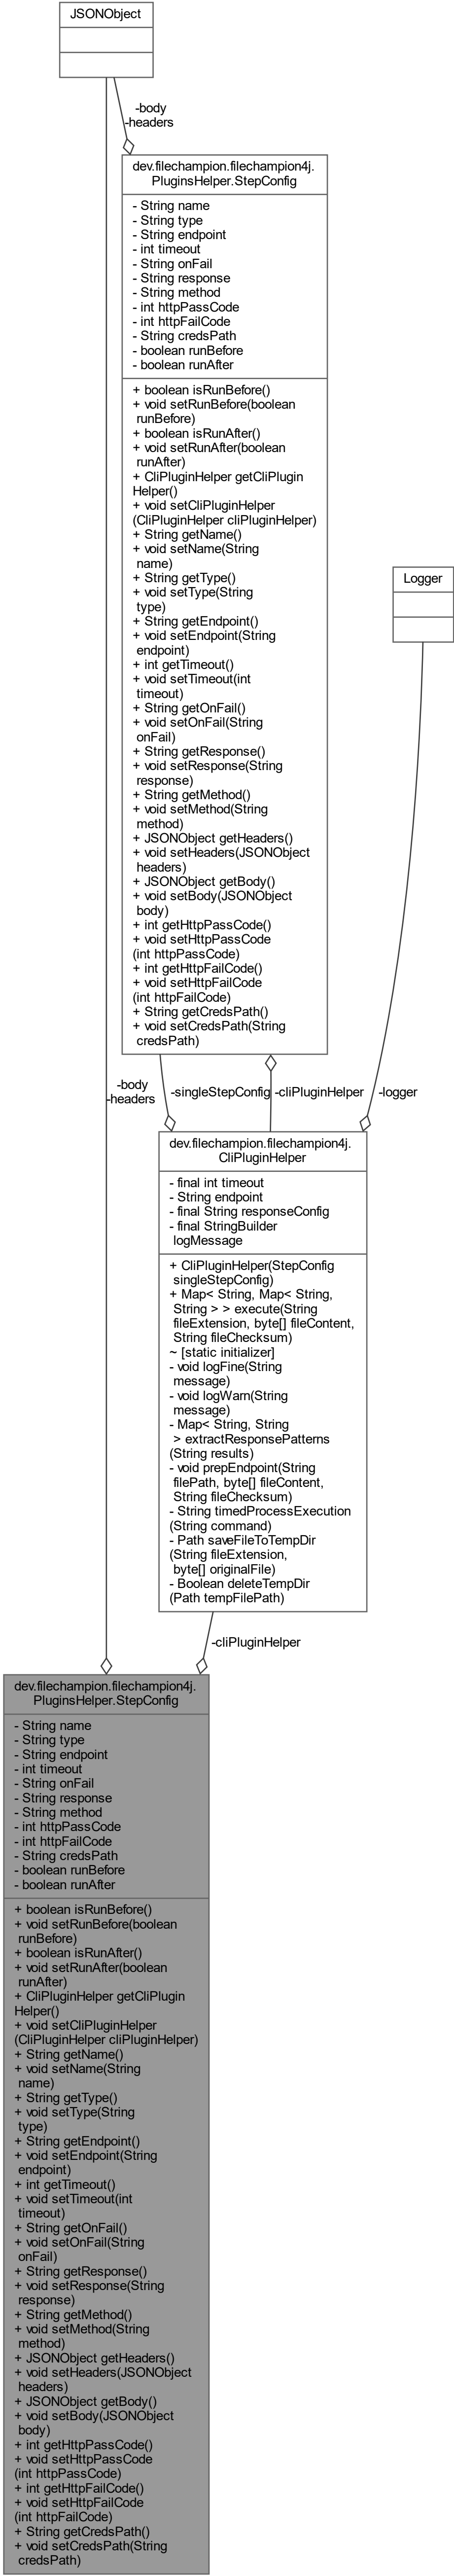 JSONObject
-body
-headers
dev.filechampion.filechampion4j.
PluginsHelper.StepConfig
- String name
- String type
- String endpoint
- int timeout
- String onFail
- String response
- String method
- int httpPassCode
- int httpFailCode
- String credsPath
- boolean runBefore
- boolean runAfter
+ boolean isRunBefore()
+ void setRunBefore(boolean
runBefore)
+ boolean isRunAfter()
+ void setRunAfter(boolean
runAfter)
+ CliPluginHelper getCliPlugin
Helper()
+ void setCliPluginHelper
(CliPluginHelper cliPluginHelper)
+ String getName()
+ void setName(String
name)
+ String getType()
+ void setType(String
type)
+ String getEndpoint()
+ void setEndpoint(String
endpoint)
+ int getTimeout()
+ void setTimeout(int
timeout)
+ String getOnFail()
+ void setOnFail(String
onFail)
+ String getResponse()
+ void setResponse(String
response)
+ String getMethod()
+ void setMethod(String
method)
+ JSONObject getHeaders()
+ void setHeaders(JSONObject
headers)
+ JSONObject getBody()
+ void setBody(JSONObject
body)
+ int getHttpPassCode()
+ void setHttpPassCode
(int httpPassCode)
+ int getHttpFailCode()
+ void setHttpFailCode
(int httpFailCode)
+ String getCredsPath()
+ void setCredsPath(String
credsPath)
Logger
-body
-headers
-singleStepConfig
-cliPluginHelper
-logger
dev.filechampion.filechampion4j.
CliPluginHelper
- final int timeout
- String endpoint
- final String responseConfig
- final StringBuilder
logMessage
+ CliPluginHelper(StepConfig
singleStepConfig)
+ Map< String, Map< String,
String > > execute(String
fileExtension, byte[] fileContent,
String fileChecksum)
~ [static initializer]
- void logFine(String
message)
- void logWarn(String
message)
- Map< String, String
> extractResponsePatterns
(String results)
- void prepEndpoint(String
filePath, byte[] fileContent,
String fileChecksum)
- String timedProcessExecution
(String command)
- Path saveFileToTempDir
(String fileExtension,
byte[] originalFile)
- Boolean deleteTempDir
(Path tempFilePath)
-cliPluginHelper
dev.filechampion.filechampion4j.
PluginsHelper.StepConfig
- String name
- String type
- String endpoint
- int timeout
- String onFail
- String response
- String method
- int httpPassCode
- int httpFailCode
- String credsPath
- boolean runBefore
- boolean runAfter
+ boolean isRunBefore()
+ void setRunBefore(boolean
runBefore)
+ boolean isRunAfter()
+ void setRunAfter(boolean
runAfter)
+ CliPluginHelper getCliPlugin
Helper()
+ void setCliPluginHelper
(CliPluginHelper cliPluginHelper)
+ String getName()
+ void setName(String
name)
+ String getType()
+ void setType(String
type)
+ String getEndpoint()
+ void setEndpoint(String
endpoint)
+ int getTimeout()
+ void setTimeout(int
timeout)
+ String getOnFail()
+ void setOnFail(String
onFail)
+ String getResponse()
+ void setResponse(String
response)
+ String getMethod()
+ void setMethod(String
method)
+ JSONObject getHeaders()
+ void setHeaders(JSONObject
headers)
+ JSONObject getBody()
+ void setBody(JSONObject
body)
+ int getHttpPassCode()
+ void setHttpPassCode
(int httpPassCode)
+ int getHttpFailCode()
+ void setHttpFailCode
(int httpFailCode)
+ String getCredsPath()
+ void setCredsPath(String
credsPath)